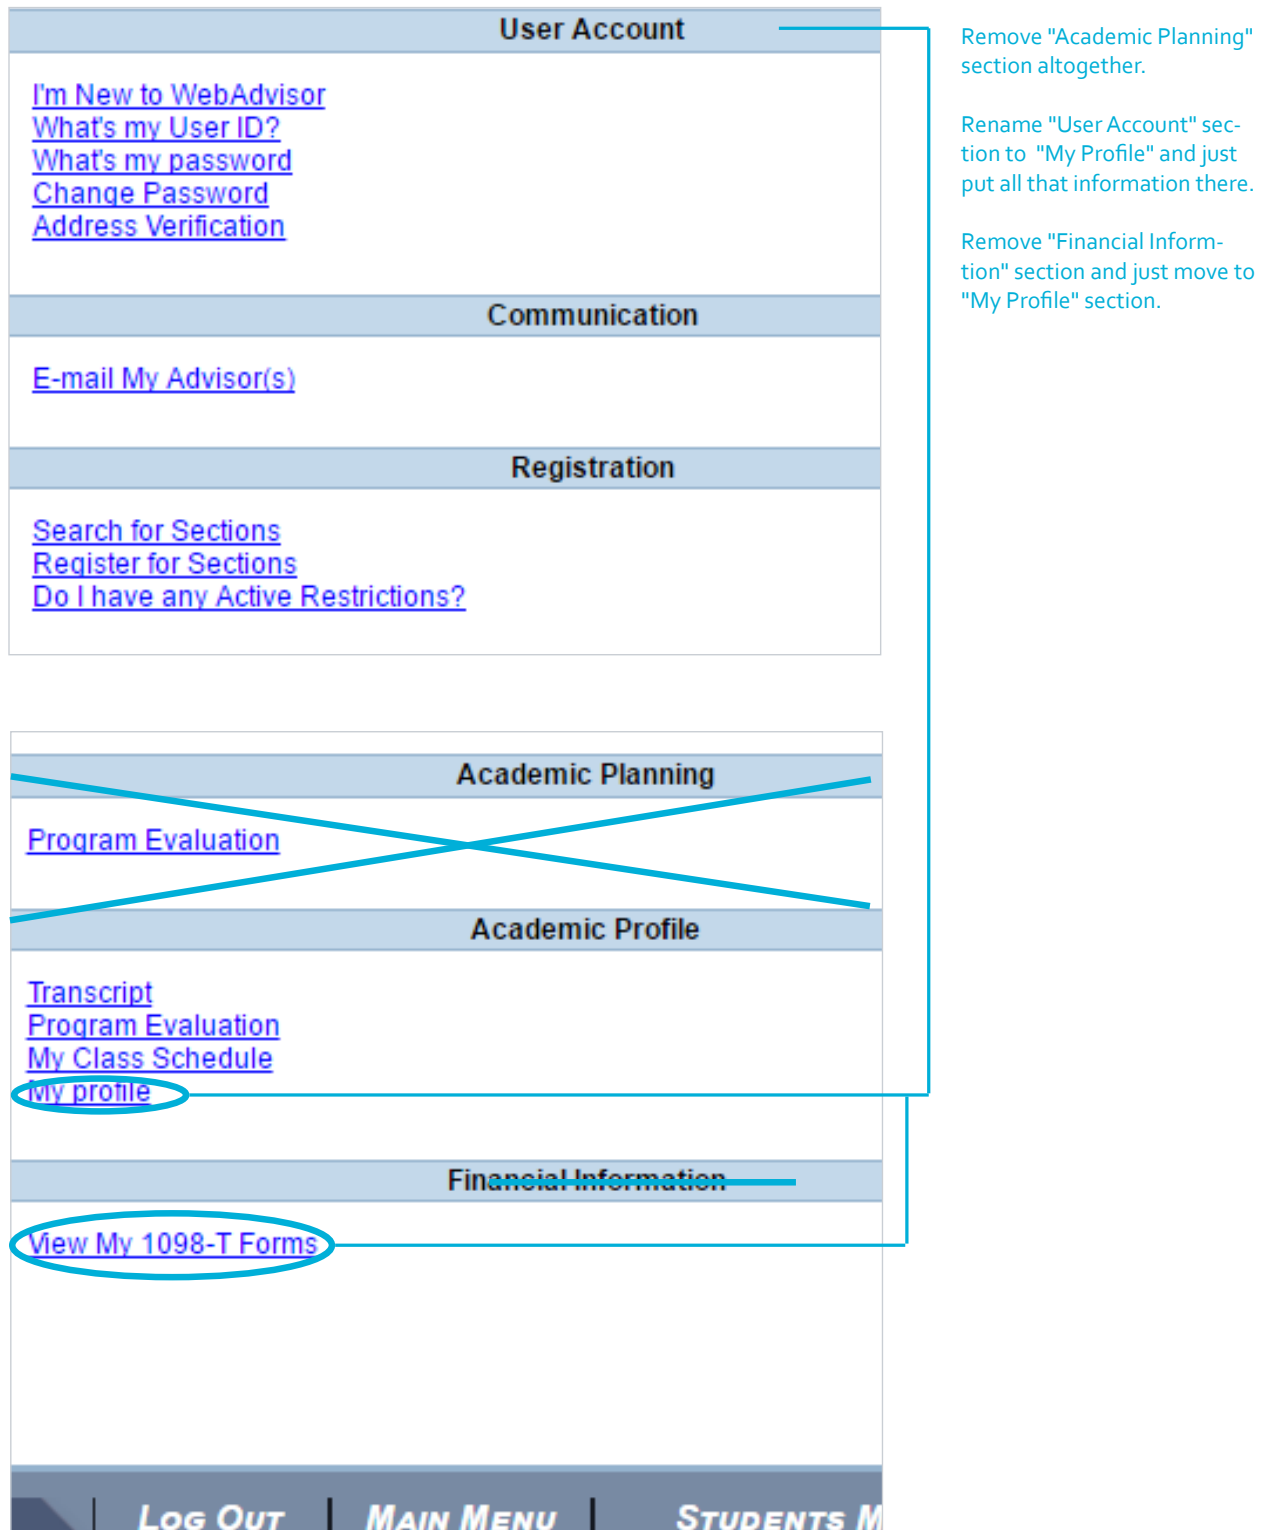 User Account
I'm New to WebAdvisor
What's my User ID?
What's my password
Change Password
Address Verification
Communication
E-mail My Advisor(s)
Registration
Search for Sections
Register for Sections
Do I have any Active Restrictions?
Remove "Academic Planning"
section altogether.
Rename "User Account" sec-
tion to "My Profile" and just
put all that information there.
Remove "Financial Inform-
tion" section and just move to
"My Profile" section.
Academic Planning
Program Evaluation
Academic Profile
Transcript
Program Evaluation
My Class Schedule
My profile
Financial Information
View My 1098-T Forms
LOG OUT MAIN MENU STUDENTS M